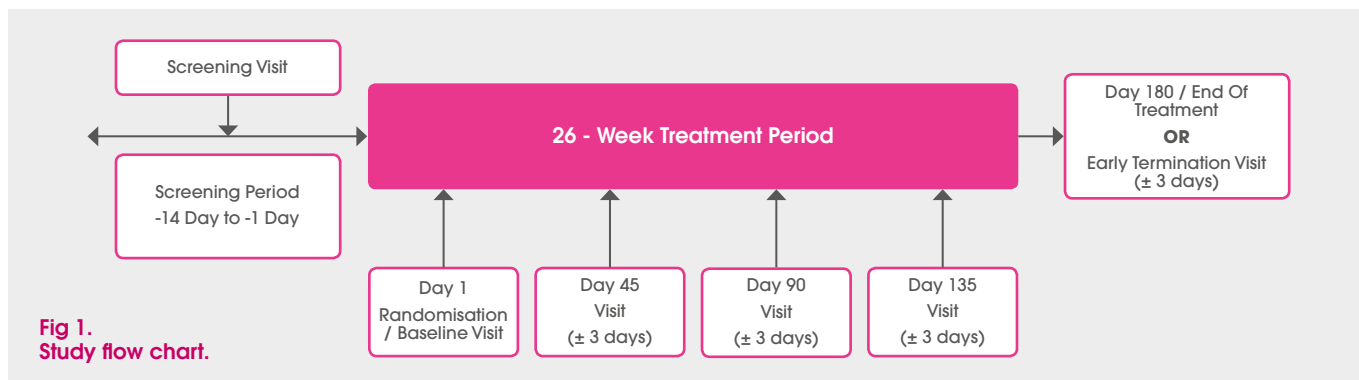 Screening Visit
Screening Period
-14 Day to -1 Day
26 - Week Treatment Period
Day 180 / End Of
Treatment
OR
Early Termination Visit
(± 3 days)
Day 1
Randomisation
/ Baseline Visit
Day 45
Visit
(± 3 days)
Day 90
Visit
(± 3 days)
Day 135
Visit
(± 3 days)
Fig 1.
Study flow chart.